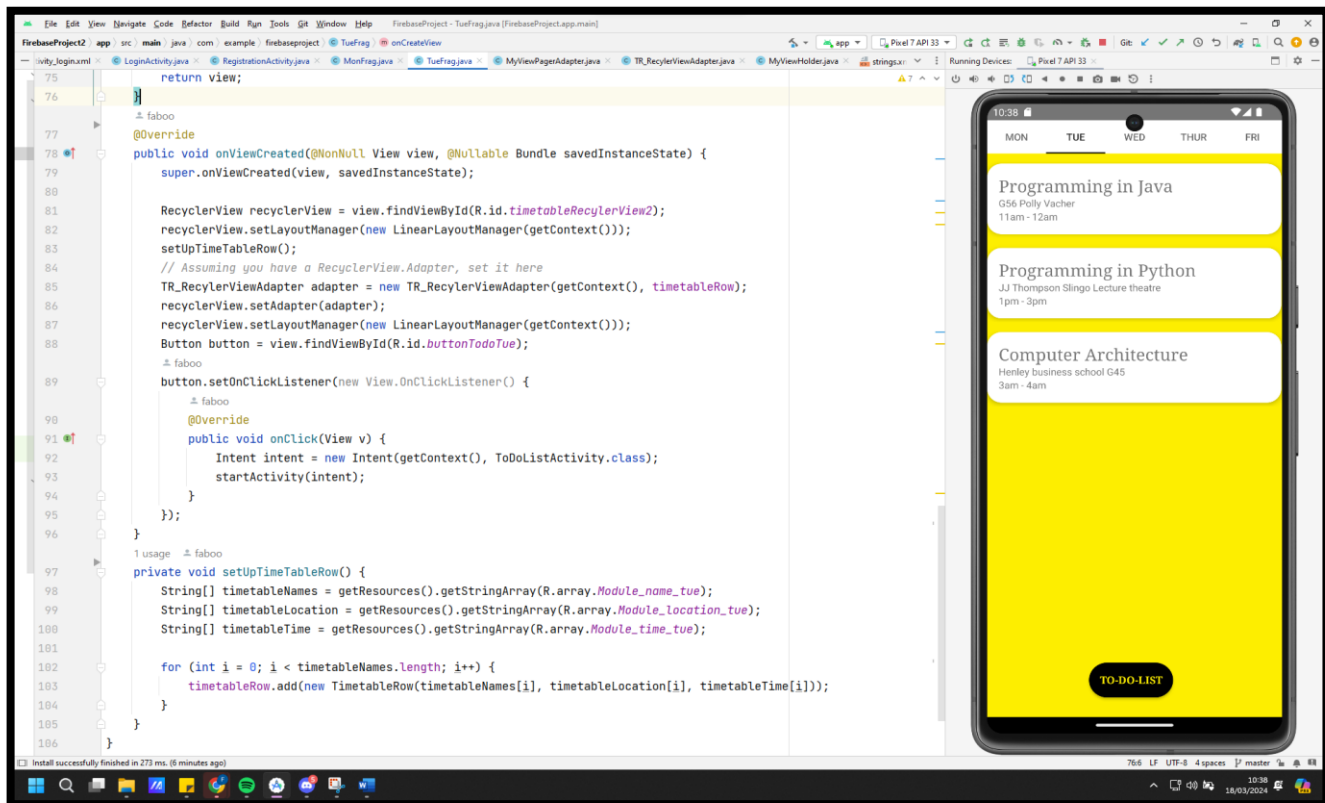 File Edit View Navigate Code Refactor Build Run Tools Git Window Help FirebaseProject - TueFrag.java [FirebaseProject.app.main]
FirebaseProject2 app src main java com example firebaseproject TueFrag onCreateView app Pixel 7 API 33 Git:
ivity_login.xml LoginActivity.java RegistrationActivity.java MonFrag.java TueFrag.java MyViewPagerAdapter.java TR_RecylerViewAdapter.java MyViewHolder.java strings.xr Running Devices: Pixel 7 API 33
75 return view;
7
76 }
faboo
77 @Override
78 public void onViewCreated(@NonNull View view, @Nullable Bundle savedInstanceState) {
79 super.onViewCreated(view, savedInstanceState);
80
81 RecyclerView recyclerView = view.findViewById(R.id.timetableRecylerView2);
82 recyclerView.setLayoutManager(new LinearLayoutManager(getContext()));
83 setUpTimeTableRow();
84 // Assuming you have a RecyclerView.Adapter, set it here
85 TR_RecylerViewAdapter adapter = new TR_RecylerViewAdapter(getContext(), timetableRow);
86 recyclerView.setAdapter(adapter);
87 recyclerView.setLayoutManager(new LinearLayoutManager(getContext()));
88 Button button = view.findViewById(R.id.buttonTodoTue);
faboo
89 button.setOnClickListener(new View.OnClickListener() {
faboo
90 @Override
91 public void onClick(View v) {
92 Intent intent = new Intent(getContext(), ToDoListActivity.class);
93 startActivity(intent);
94 }
95 });
96 }
1 usage faboo
97 private void setUpTimeTableRow() {
98 String[] timetableNames = getResources().getStringArray(R.array.Module_name_tue);
99 String[] timetableLocation = getResources().getStringArray(R.array.Module_location_tue);
100 String[] timetableTime = getResources().getStringArray(R.array.Module_time_tue);
101
102 for (int i = 0; i < timetableNames.length; i++) {
103 timetableRow.add(new TimetableRow(timetableNames[i], timetableLocation[i], timetableTime[i]));
104 }
105 }
106 }
10:38
MON TUE WED THUR FRI
Programming in Java
G56 Polly Vacher
11am - 12am
Programming in Python
JJ Thompson Slingo Lecture theatre
1pm - 3pm
Computer Architecture
Henley business school G45
3am - 4am
TO-DO-LIST
Install successfully finished in 273 ms. (6 minutes ago) 76:6 LF UTF-8 4 spaces master
10:38
18/03/2024